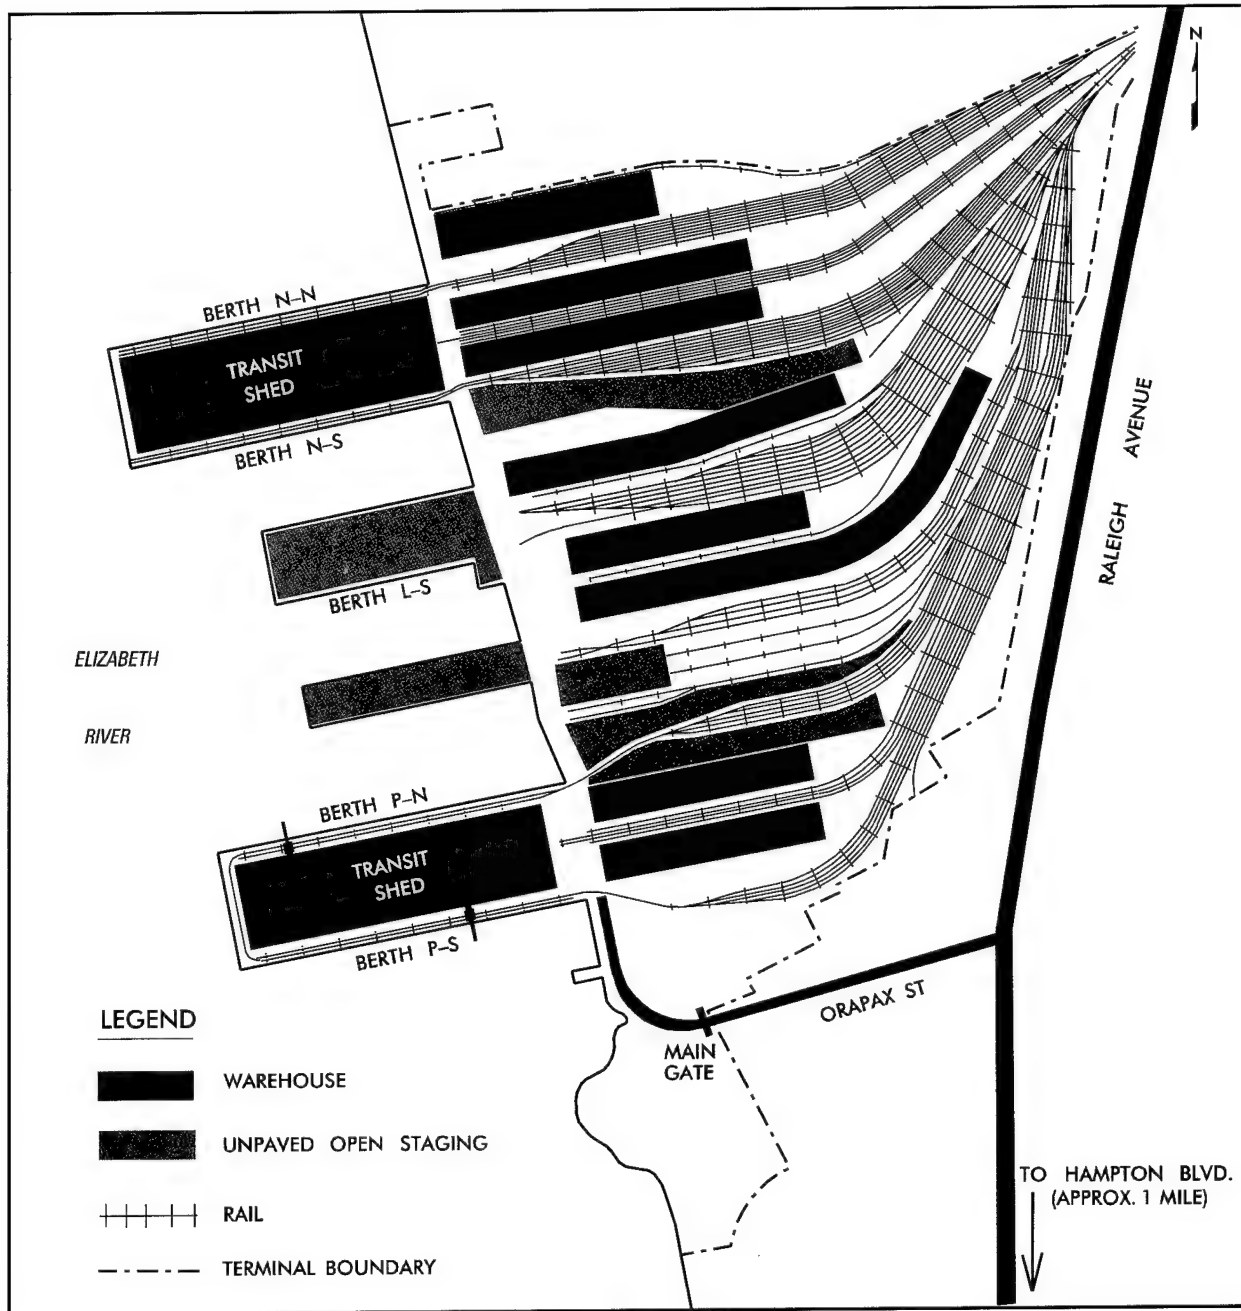 N
BERTH N–N
TRANSIT
SHED
BERTH N–S
AVENUE
RALEIGH
BERTH L–S
ELIZABETH
RIVER
BERTH P–N
TRANSIT
SHED
BERTH P–S
ORAPAX ST
MAIN
GATE
LEGEND
WAREHOUSE
UNPAVED OPEN STAGING
RAIL
TERMINAL BOUNDARY
TO HAMPTON BLVD.
(APPROX. 1 MILE)